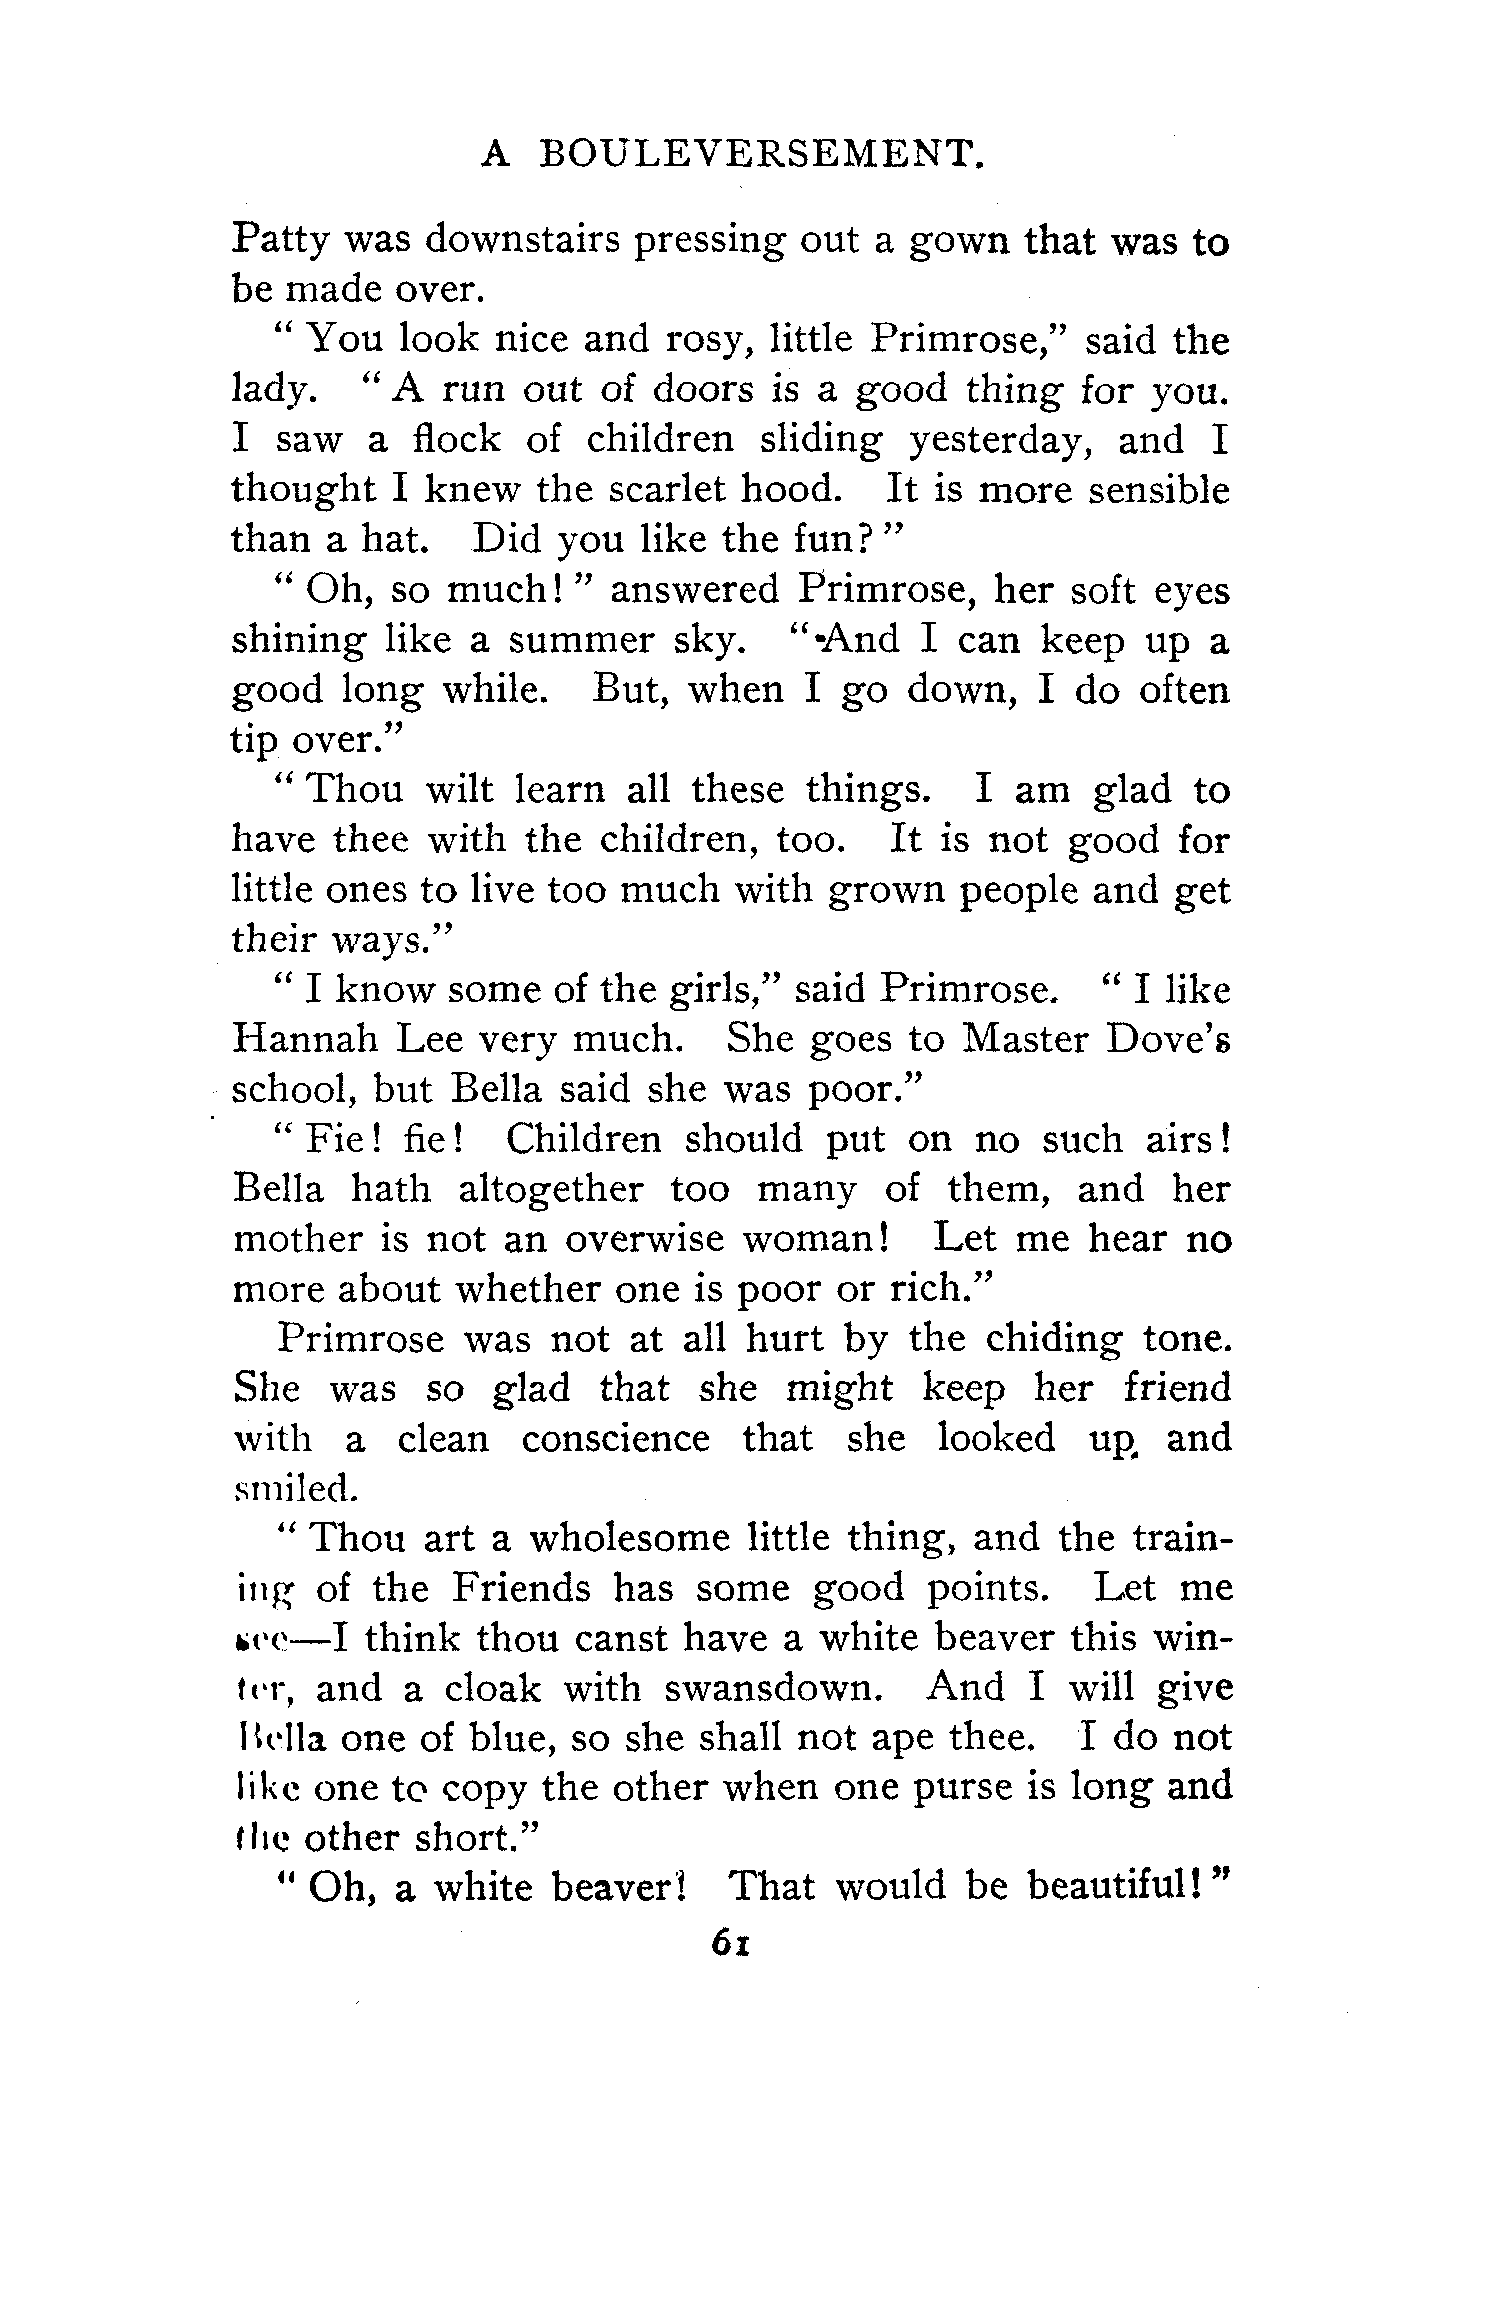 A BOULEVERSEMENT.
Patty was downstairs pressing out a gown that was to
be made over.
“ You look nice and rosy, little Primrose,” said the
lady. “ A run out of doors is a good thing for you.
I saw a flock of children sliding yesterday, and I
thought I knew the scarlet hood. It is more sensible
than a hat. Did you like the fun? ”
“ Oh, so much! ” answered Primrose, her soft eyes
shining like a summer sky. “ And I can keep up a
good long while. But, when I go down, I do often
tip over.”
“ Thou wilt learn all these things. I am glad to
have thee with the children, too. It is not good for
little ones to live too much with grown people and get
their ways.”
“ I know some of the girls,” said Primrose. “ I like
Hannah Lee very much. She goes to Master Dove’s
school, but Bella said she was poor.”
“ Fie! fie! Children should put on no such airs!
Bella hath altogether too many of them, and her
mother is not an overwise woman! Let me hear no
more about whether one is poor or rich.”
Primrose was not at all hurt by the chiding tone.
She was so glad that she might keep her friend
with a clean conscience that she looked up and
smiled.
“ Thou art a wholesome little thing, and the train-
ing of the Friends has some good points. Let me
see—I think thou canst have a white beaver this win-
ter, and a cloak with swansdown. And I will give
Bella one of blue, so she shall not ape thee. I do not
like one to copy the other when one purse is long and
the other short.”
“ Oh, a white beaver! That would be beautiful! ”
61